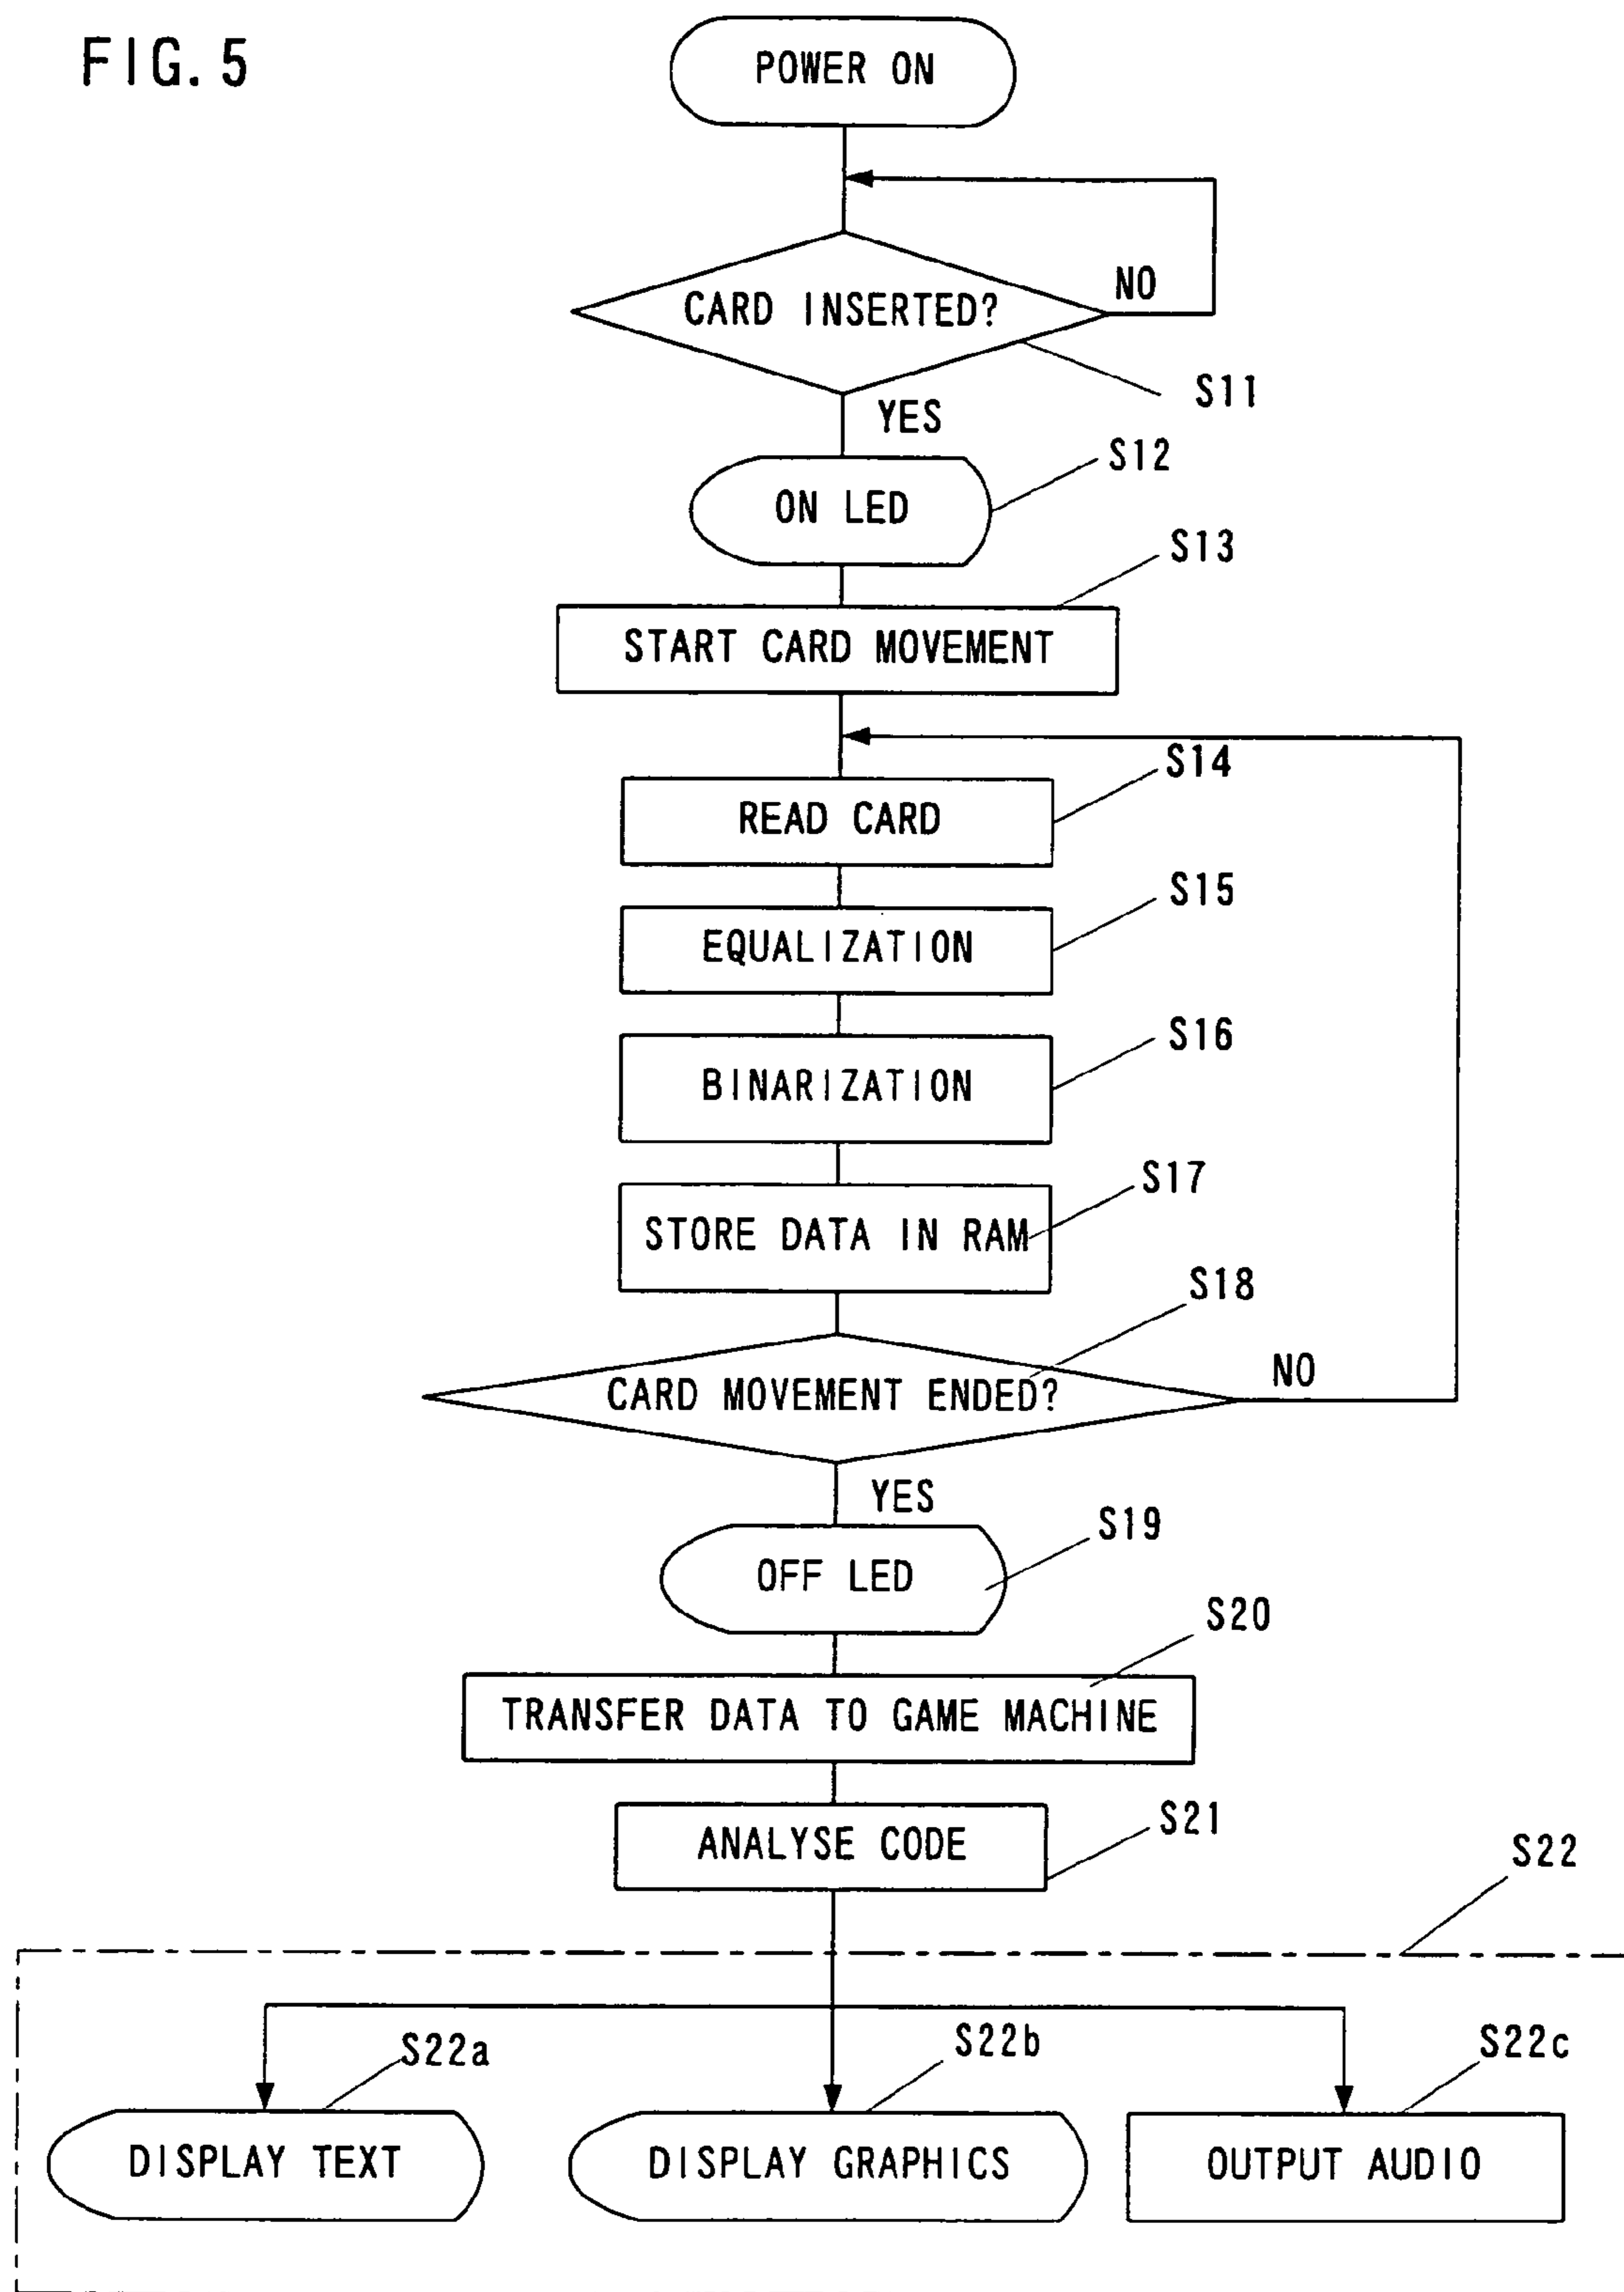 FIG. 5
POWER ON
CARD INSERTED?
NO
S11
YES
S12
ON LED
S13
START CARD MOVEMENT
S14
READ CARD
S15
EQUALIZATION
S16
BINARIZATION
S17
STORE DATA IN RAM
S18
CARD MOVEMENT ENDED?
NO
YES
S19
OFF LED
S20
TRANSFER DATA TO GAME MACHINE
S21
ANALYSE CODE
S22
S22a
S22b
S22c
DISPLAY TEXT
DISPLAY GRAPHICS
OUTPUT AUDIO